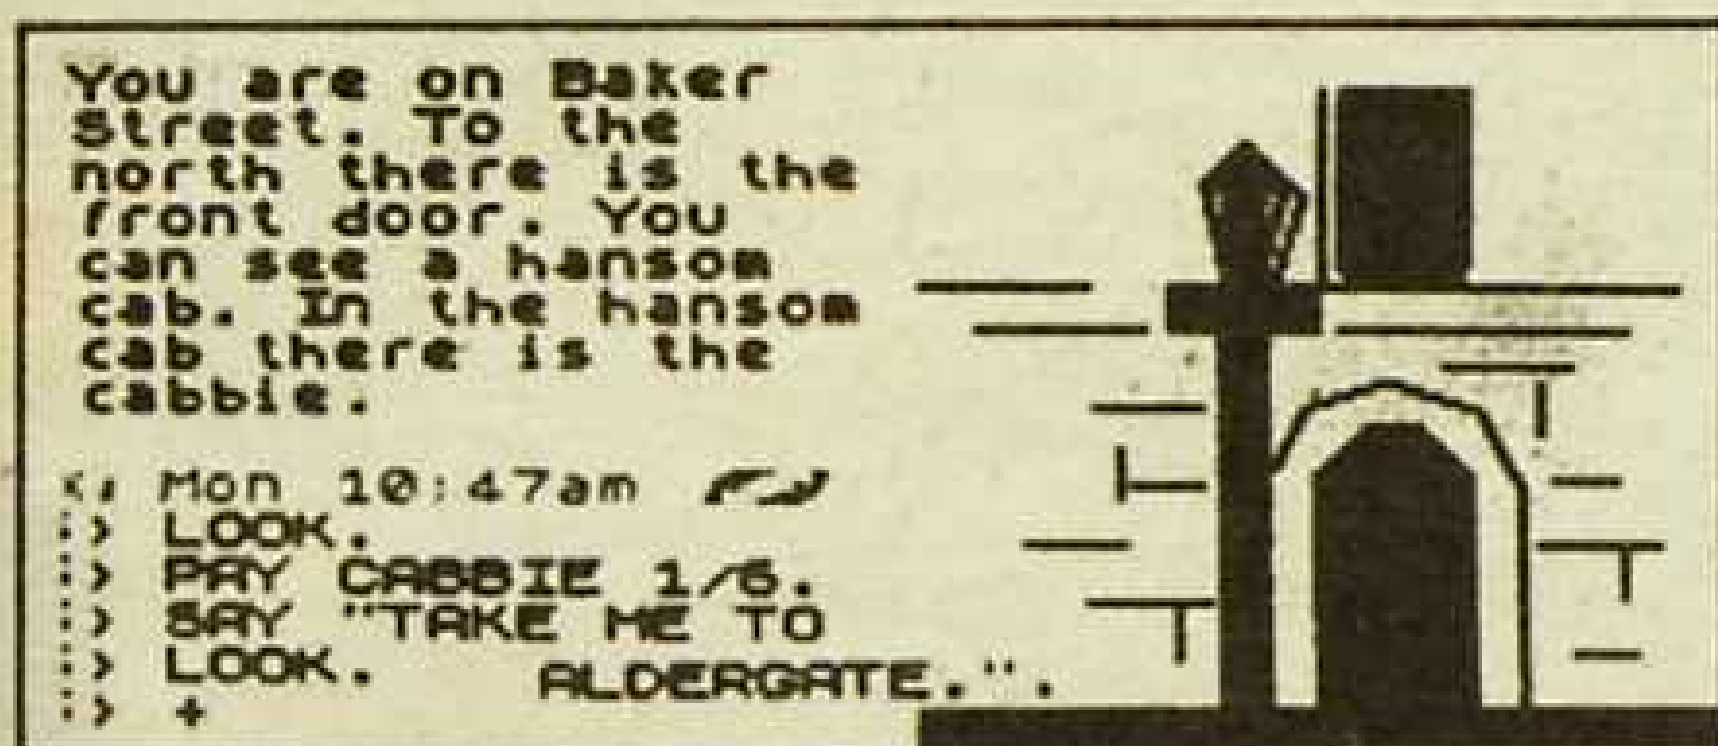 You are on Baker
Street. To the
north there is the
front door. You
can see a hansom
cab. In the hansom
cab there is the
cabbie.
<; Mon 10:47am
:> LOOK.
:> PAY CABBIE 1/6.
:> SAY "TAKE ME TO
ALDERGATE.".
:> LOOK.
:> +